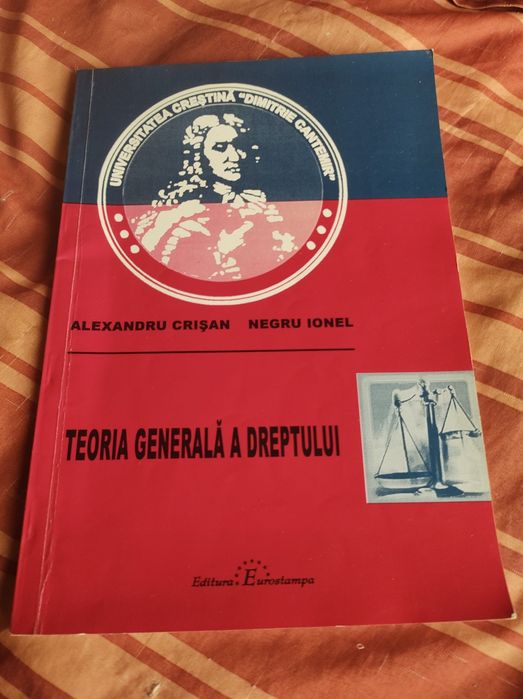 UNIVERSITATEA CREŞTINĂ "DIMITRIE CANTEMIR"
ALEXANDRU CRIŞAN NEGRU IONEL
TEORIA GENERALĂ A DREPTULUI
Editura Eurostampa